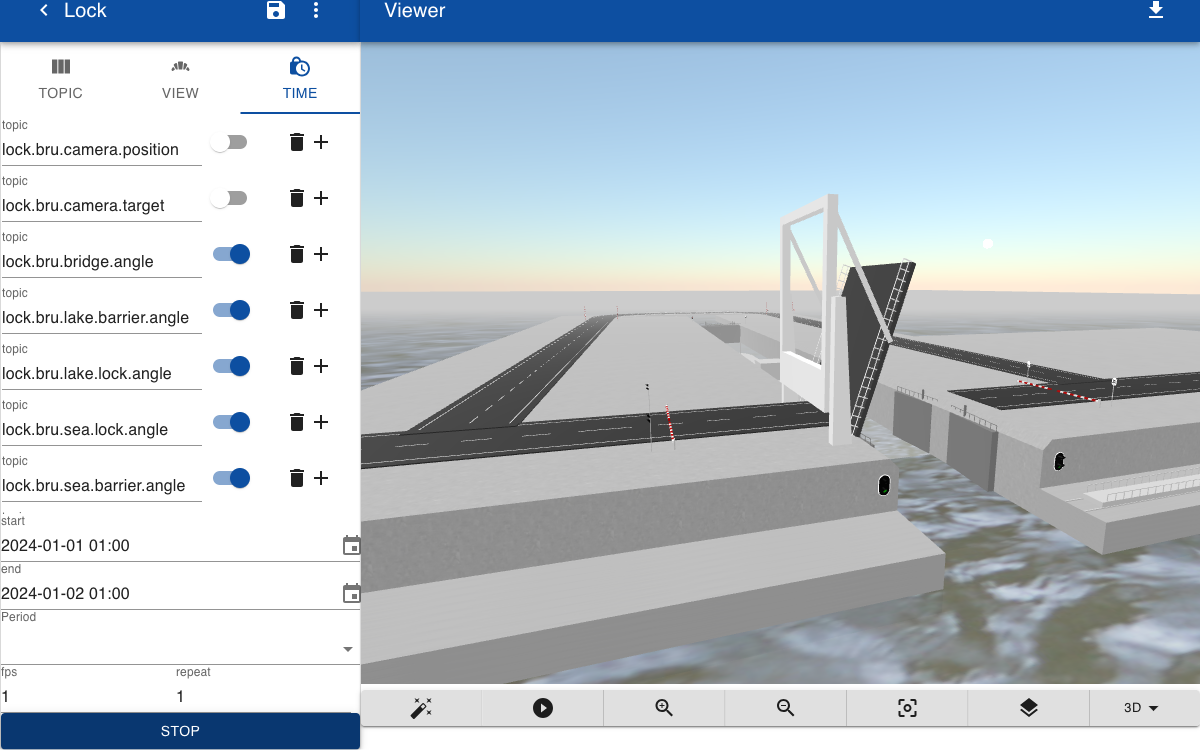 Lock
Viewer
TOPIC
VIEW
TIME
topic
lock.bru.camera.position
topic
lock.bru.camera.target
topic
lock.bru.bridge.angle
topic
lock.bru.lake.barrier.angle
topic
lock.bru.lake.lock.angle
topic
lock.bru.sea.lock.angle
topic
lock.bru.sea.barrier.angle
start
2024-01-01 01:00
end
2024-01-02 01:00
Period
fps
repeat
1
1
STOP
3D